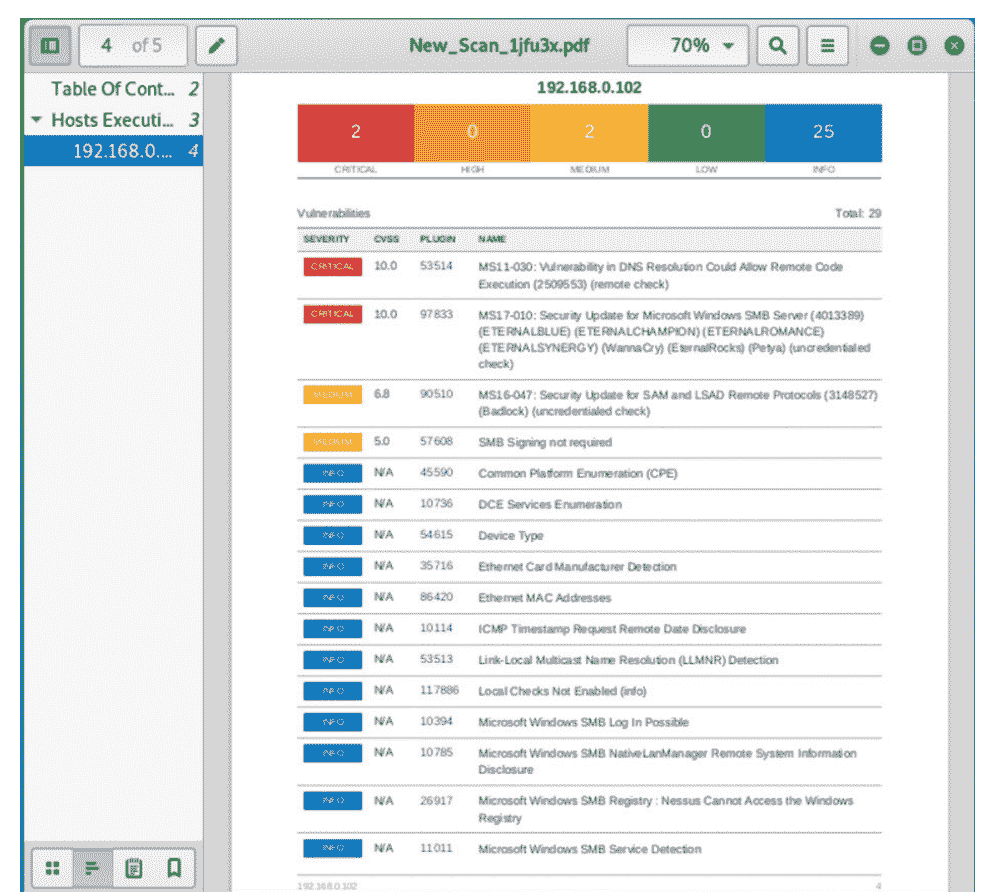 4 of 5
New_Scan_1jfu3x.pdf
70%
Table Of Cont... 2
Hosts Executi... 3
192.168.0.... 4
192.168.0.102
2 0 2 0 25
CRITICAL HIGH MEDIUM LOW INFO
Vulnerabilities Total: 29
SEVERITY CVSS PLUGIN NAME
CRITICAL 10.0 53514 MS11-030: Vulnerability in DNS Resolution Could Allow Remote Code
Execution (2509553) (remote check)
CRITICAL 10.0 97833 MS17-010: Security Update for Microsoft Windows SMB Server (4013389)
(ETERNALBLUE) (ETERNALCHAMPION) (ETERNALROMANCE)
(ETERNALSYNERGY) (WannaCry) (EternalRocks) (Petya) (uncredentialed
check)
MEDIUM 6.8 90510 MS16-047: Security Update for SAM and LSAD Remote Protocols (3148527)
(Badlock) (uncredentialed check)
MEDIUM 5.0 57608 SMB Signing not required
INFO N/A 45590 Common Platform Enumeration (CPE)
INFO N/A 10736 DCE Services Enumeration
INFO N/A 54615 Device Type
INFO N/A 35716 Ethernet Card Manufacturer Detection
INFO N/A 86420 Ethernet MAC Addresses
INFO N/A 10114 ICMP Timestamp Request Remote Date Disclosure
INFO N/A 53513 Link-Local Multicast Name Resolution (LLMNR) Detection
INFO N/A 117886 Local Checks Not Enabled (info)
INFO N/A 10394 Microsoft Windows SMB Log In Possible
INFO N/A 10785 Microsoft Windows SMB NativeLanManager Remote System Information
Disclosure
INFO N/A 26917 Microsoft Windows SMB Registry : Nessus Cannot Access the Windows
Registry
INFO N/A 11011 Microsoft Windows SMB Service Detection
192.168.0.102 4